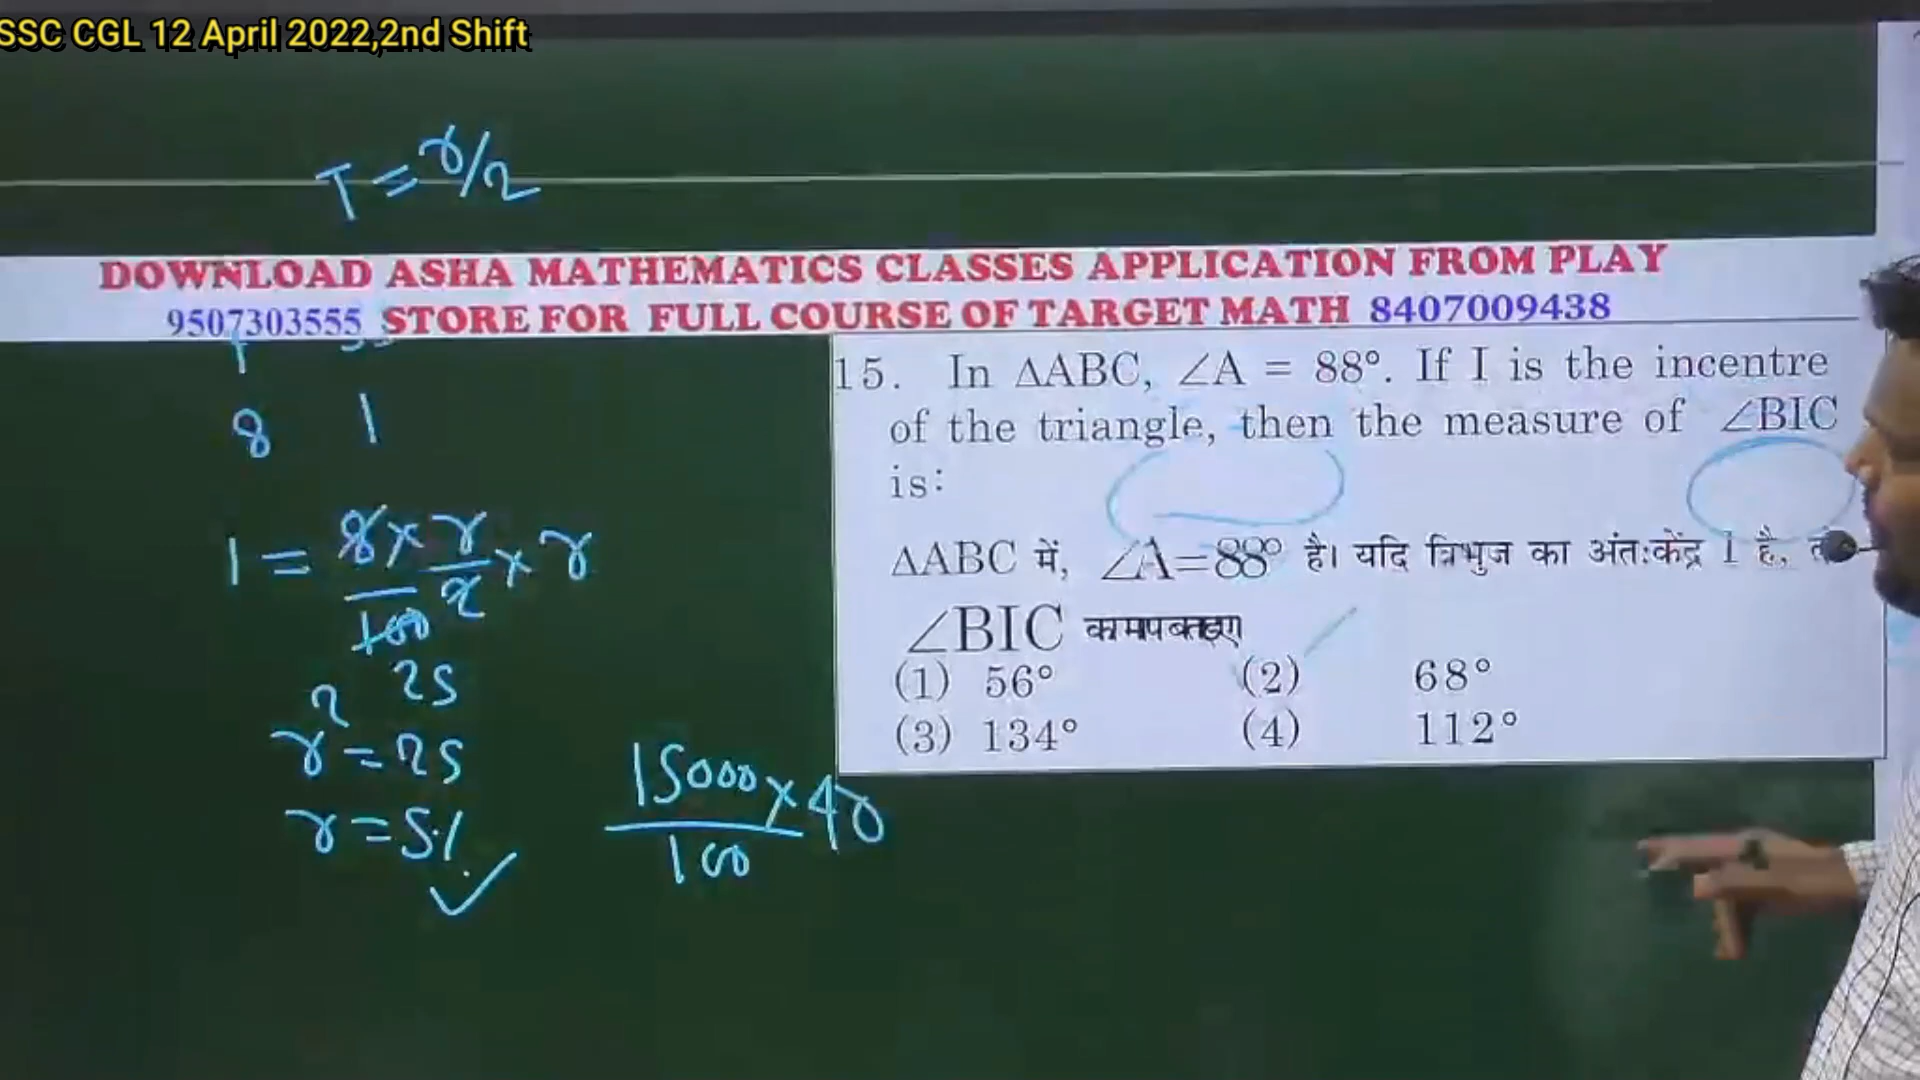 SSC CGL 12 April 2022,2nd Shift
T = r/2
DOWNLOAD ASHA MATHEMATICS CLASSES APPLICATION FROM PLAY
9507303555 STORE FOR FULL COURSE OF TARGET MATH 8407009438
8 1
1 = 8/100 × r/2 × r
25
r² = 25
r = 5%
15000 × 40
100
15. In ΔABC, ∠A = 88°. If I is the incentre
of the triangle, then the measure of ∠BIC
is:
ΔABC में, ∠A=88° है। यदि त्रिभुज का अंतःकेंद्र I है,
∠BIC
(1) 56° (2) 68°
(3) 134° (4) 112°